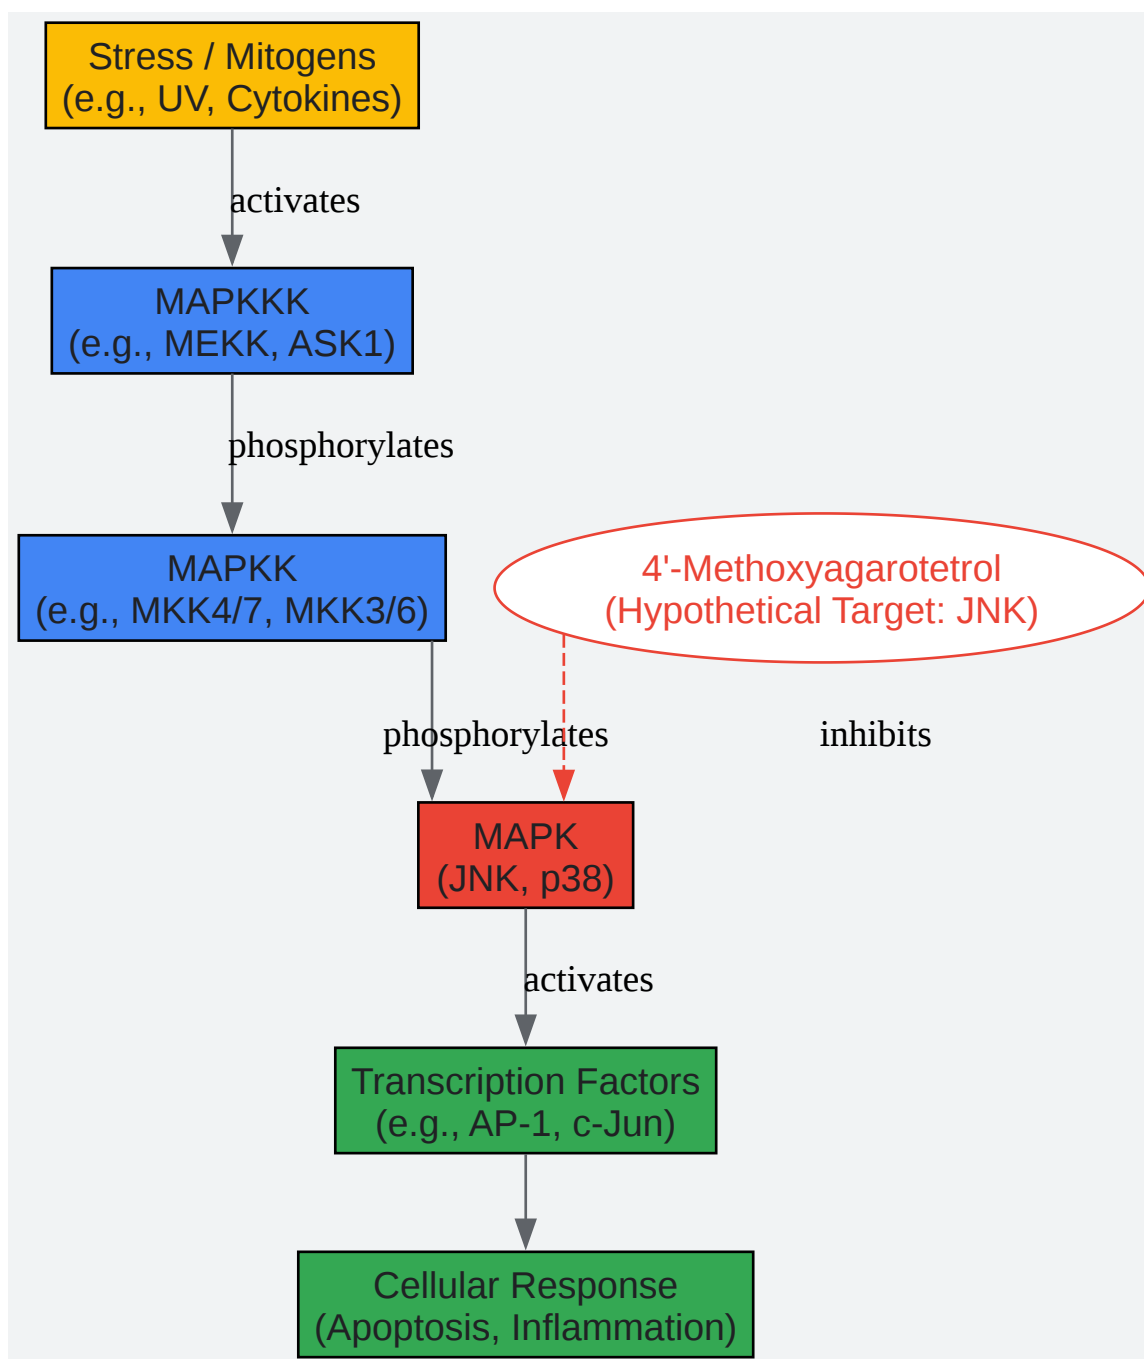 Stress / Mitogens
(e.g., UV, Cytokines)
activates
MAPKKK
(e.g., MEKK, ASK1)
phosphorylates
MAPKK
(e.g., MKK4/7, MKK3/6)
4'-Methoxyagarotetrol
(Hypothetical Target: JNK)
phosphorylates
inhibits
MAPK
(JNK, p38)
activates
Transcription Factors
(e.g., AP-1, c-Jun)
Cellular Response
(Apoptosis, Inflammation)